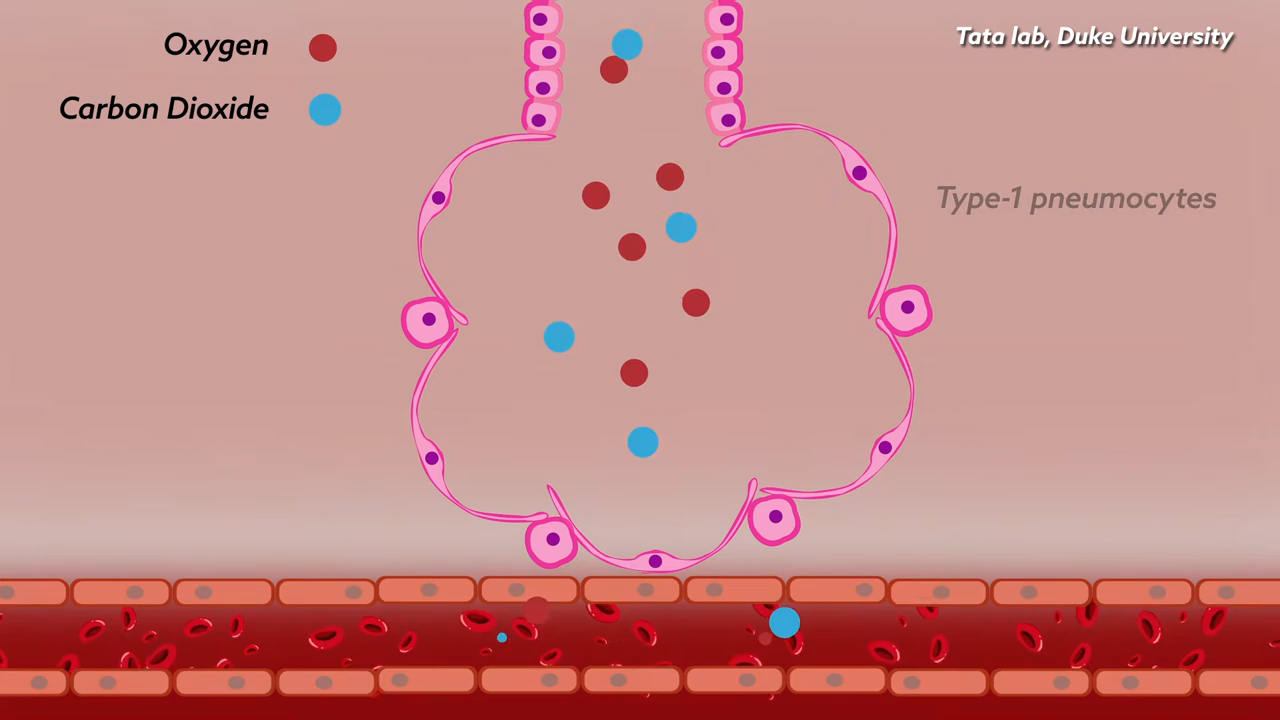 Oxygen
Tata lab, Duke University
Carbon Dioxide
Type-1 pneumocytes